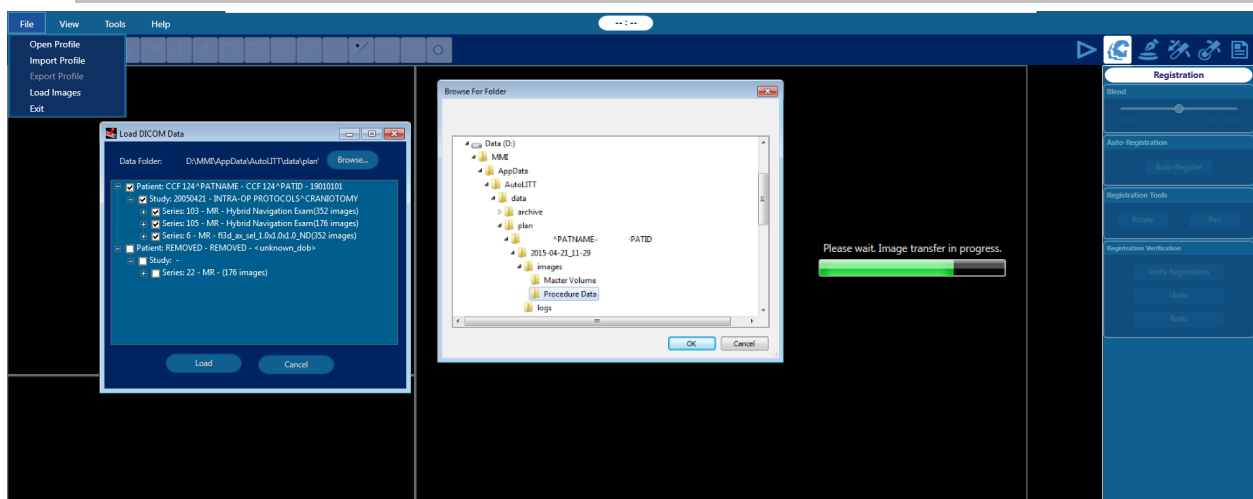 File View Tools Help
-- : --
Open Profile
Import Profile
Export Profile
Load Images
Exit
Load DICOM Data
Data Folder: D:\MMI\AppData\AutoLITT\data\plan\ Browse...
Patient: CCF 124^PATNAME - CCF 124^PATID - 19010101
Study: 20050421 - INTRA-OP PROTOCOLS^CRANIOTOMY
Series: 103 - MR - Hybrid Navigation Exam(352 images)
Series: 105 - MR - Hybrid Navigation Exam(176 images)
Series: 6 - MR - fl3d_ax_sel_1.0x1.0x1.0_ND(352 images)
Patient: REMOVED - REMOVED - <unknown_dob>
Study: -
Series: 22 - MR - (176 images)
Load Cancel
Browse For Folder
Data (D:)
MMI
AppData
AutoLITT
data
archive
plan
^PATNAME- ^PATID
2015-04-21_11-29
images
Master Volume
Procedure Data
logs
OK Cancel
Please wait. Image transfer in progress.
Registration
Blend
Auto-Registration
Auto-Register
Registration Tools
Rotate Pan
Registration Verification
Verify Registration
Undo
Redo